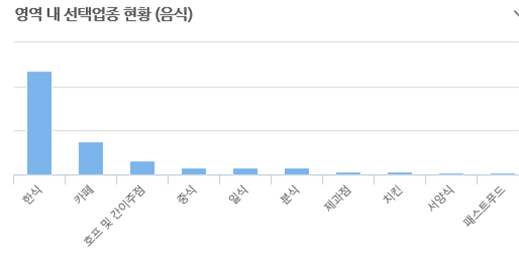 영역 내 선택업종 현황 (음식)
한식
카페
호프 및 간이주점
중식
일식
분식
제과점
치킨
서양식
패스트푸드